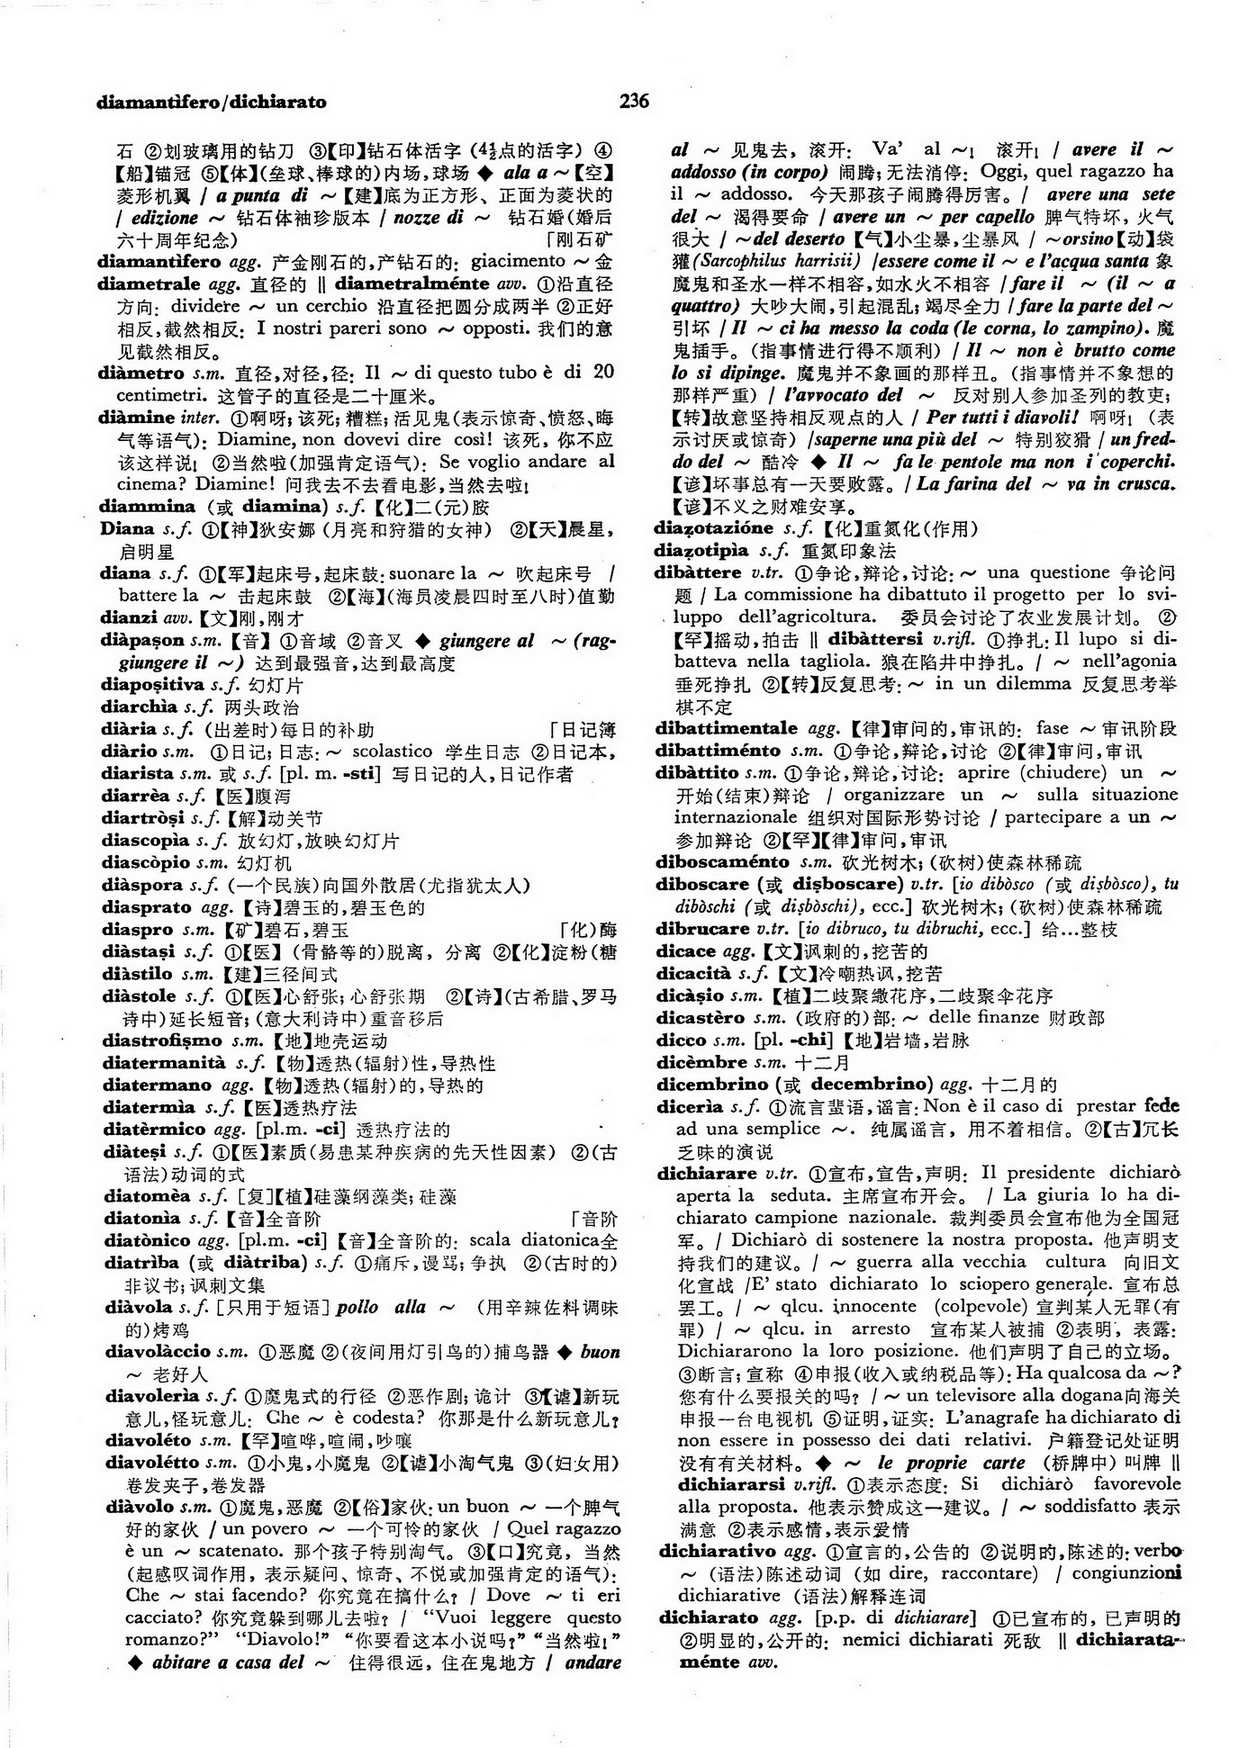 diamantìfero/dichiarato
236
石 ②划玻璃用的钻刀 ③【印】钻石体活字 (4½点的活字) ④
【船】锚冠 ⑤【体】(垒球、棒球的)内场,球场 ◆ ala a ~【空】
菱形机翼 / a punta di ~【建】底为正方形、正面为菱状的
/ edizione ~ 钻石体袖珍版本 / nozze di ~ 钻石婚(婚后
六十周年纪念) 「刚石矿
diamantìfero agg. 产金刚石的,产钻石的: giacimento ~ 金
diametrale agg. 直径的 ‖ diametralménte avv. ①沿直径
方向: dividere ~ un cerchio 沿直径把圆分成两半 ②正好
相反,截然相反: I nostri pareri sono ~ opposti. 我们的意
见截然相反。
diàmetro s.m. 直径,对径,径: Il ~ di questo tubo è di 20
centimetri. 这管子的直径是二十厘米。
diàmine inter. ①啊呀; 该死; 糟糕; 活见鬼(表示惊奇、愤怒、晦
气等语气): Diamine, non dovevi dire così! 该死, 你不应
该这样说! ②当然啦(加强肯定语气): Se voglio andare al
cinema? Diamine! 问我去不去看电影,当然去啦!
diammina (或 diamina) s.f.【化】二(元)胺
Diana s.f. ①【神】狄安娜 (月亮和狩猎的女神) ②【天】晨星,
启明星
diana s.f. ①【军】起床号,起床鼓: suonare la ~ 吹起床号 /
battere la ~ 击起床鼓 ②【海】(海员凌晨四时至八时)值勤
dianzi avv.【文】刚,刚才
diàpaṣon s.m.【音】①音域 ②音叉 ◆ giungere al ~ (rag-
giungere il ~) 达到最强音,达到最高度
diapoṣitiva s.f. 幻灯片
diarchìa s.f. 两头政治
diària s.f. (出差时)每日的补助 「日记簿
diàrio s.m. ①日记; 日志: ~ scolastico 学生日志 ②日记本,
diarista s.m. 或 s.f. [pl. m. -sti] 写日记的人,日记作者
diarrèa s.f.【医】腹泻
diartròṣi s.f.【解】动关节
diascopìa s.f. 放幻灯,放映幻灯片
diascòpio s.m. 幻灯机
diàspora s.f. (一个民族)向国外散居(尤指犹太人)
diasprato agg.【诗】碧玉的,碧玉色的
diaspro s.m.【矿】碧石,碧玉 「化)酶
diàstaṣi s.f. ①【医】(骨骼等的)脱离, 分离 ②【化】淀粉(糖
diàstilo s.m.【建】三径间式
diàstole s.f. ①【医】心舒张; 心舒张期 ②【诗】(古希腊、罗马
诗中)延长短音; (意大利诗中)重音移后
diastrofiṣmo s.m.【地】地壳运动
diatermanità s.f.【物】透热(辐射)性,导热性
diatermano agg.【物】透热(辐射)的,导热的
diatermìa s.f.【医】透热疗法
diatèrmico agg. [pl.m. -ci] 透热疗法的
diàteṣi s.f. ①【医】素质(易患某种疾病的先天性因素) ②(古
语法)动词的式
diatomèa s.f. [复]【植】硅藻纲藻类; 硅藻
diatonìa s.f.【音】全音阶 「音阶
diatònico agg. [pl.m. -ci]【音】全音阶的: scala diatonica全
diatrìba (或 diàtriba) s.f. ①痛斥,谩骂; 争执 ②(古时的)
非议书; 讽刺文集
diàvola s.f. [只用于短语] pollo alla ~ (用辛辣佐料调味
的)烤鸡
diavolàccio s.m. ①恶魔 ②(夜间用灯引鸟的)捕鸟器 ◆ buon
~ 老好人
diavolerìa s.f. ①魔鬼式的行径 ②恶作剧; 诡计 ③【谑】新玩
意儿,怪玩意儿: Che ~ è codesta? 你那是什么新玩意儿?
diavoléto s.m.【罕】喧哗,喧闹,吵嚷
diavolétto s.m. ①小鬼,小魔鬼 ②【谑】小淘气鬼 ③(妇女用)
卷发夹子,卷发器
diàvolo s.m. ①魔鬼,恶魔 ②【俗】家伙: un buon ~ 一个脾气
好的家伙 / un povero ~ 一个可怜的家伙 / Quel ragazzo
è un ~ scatenato. 那个孩子特别淘气。 ③【口】究竟, 当然
(起感叹词作用, 表示疑问、惊奇、不悦或加强肯定的语气):
Che ~ stai facendo? 你究竟在搞什么? / Dove ~ ti eri
cacciato? 你究竟躲到哪儿去啦? / “Vuoi leggere questo
romanzo?” “Diavolo!” “你要看这本小说吗?” “当然啦!”
◆ abitare a casa del ~ 住得很远, 住在鬼地方 / andare
al ~ 见鬼去, 滚开: Va' al ~! 滚开! / avere il ~
addosso (in corpo) 闹腾; 无法消停: Oggi, quel ragazzo ha
il ~ addosso. 今天那孩子闹腾得厉害。 / avere una sete
del ~ 渴得要命 / avere un ~ per capello 脾气特坏, 火气
很大 / ~ del deserto【气】小尘暴,尘暴风 / ~ orsino【动】袋
獾 (Sarcophilus harrisii) / essere come il ~ e l'acqua santa 象
魔鬼和圣水一样不相容,如水火不相容 / fare il ~ (il ~ a
quattro) 大吵大闹,引起混乱; 竭尽全力 / fare la parte del ~
引坏 / Il ~ ci ha messo la coda (le corna, lo zampino). 魔
鬼插手。(指事情进行得不顺利) / Il ~ non è brutto come
lo si dipinge. 魔鬼并不象画的那样丑。(指事情并不象想的
那样严重) / l'avvocato del ~ 反对别人参加圣列的教吏;
【转】故意坚持相反观点的人 / Per tutti i diavoli! 啊呀! (表
示讨厌或惊奇) / saperne una più del ~ 特别狡猾 / un fred-
do del ~ 酷冷 ◆ Il ~ fa le pentole ma non i coperchi.
【谚】坏事总有一天要败露。 / La farina del ~ va in crusca.
【谚】不义之财难安享。
diaẓotazióne s.f.【化】重氮化(作用)
diaẓotipìa s.f. 重氮印象法
dibàttere v.tr. ①争论,辩论,讨论: ~ una questione 争论问
题 / La commissione ha dibattuto il progetto per lo svi-
luppo dell'agricoltura. 委员会讨论了农业发展计划。 ②
【罕】摇动,拍击 ‖ dibàttersi v.rifl. ①挣扎: Il lupo si di-
batteva nella tagliola. 狼在陷井中挣扎。 / ~ nell'agonia
垂死挣扎 ②【转】反复思考: ~ in un dilemma 反复思考举
棋不定
dibattimentale agg.【律】审问的,审讯的: fase ~ 审讯阶段
dibattiménto s.m. ①争论,辩论,讨论 ②【律】审问,审讯
dibàttito s.m. ①争论,辩论,讨论: aprire (chiudere) un ~
开始(结束)辩论 / organizzare un ~ sulla situazione
internazionale 组织对国际形势讨论 / partecipare a un ~
参加辩论 ②【罕】【律】审问,审讯
diboscaménto s.m. 砍光树木; (砍树)使森林稀疏
diboscare (或 diṣboscare) v.tr. [io dibòsco (或 diṣbòsco), tu
dibòschi (或 diṣbòschi), ecc.] 砍光树木; (砍树)使森林稀疏
dibrucare v.tr. [io dibruco, tu dibruchi, ecc.] 给…整枝
dicace agg.【文】讽刺的,挖苦的
dicacità s.f.【文】冷嘲热讽,挖苦
dicàṣio s.m.【植】二歧聚繖花序,二歧聚伞花序
dicastèro s.m. (政府的)部: ~ delle finanze 财政部
dicco s.m. [pl. -chi]【地】岩墙,岩脉
dicèmbre s.m. 十二月
dicembrino (或 decembrino) agg. 十二月的
dicerìa s.f. ①流言蜚语,谣言: Non è il caso di prestar fede
ad una semplice ~. 纯属谣言, 用不着相信。②【古】冗长
乏味的演说
dichiarare v.tr. ①宣布,宣告,声明: Il presidente dichiarò
aperta la seduta. 主席宣布开会。 / La giuria lo ha di-
chiarato campione nazionale. 裁判委员会宣布他为全国冠
军。 / Dichiarò di sostenere la nostra proposta. 他声明支
持我们的建议。 / ~ guerra alla vecchia cultura 向旧文
化宣战 /E' stato dichiarato lo sciopero generale. 宣布总
罢工。 / ~ qlcu. innocente (colpevole) 宣判某人无罪(有
罪) / ~ qlcu. in arresto 宣布某人被捕 ②表明, 表露:
Dichiararono la loro posizione. 他们声明了自己的立场。
③断言; 宣称 ④申报(收入或纳税品等): Ha qualcosa da ~?
您有什么要报关的吗? / ~ un televisore alla dogana向海关
申报一台电视机 ⑤证明,证实: L'anagrafe ha dichiarato di
non essere in possesso dei dati relativi. 户籍登记处证明
没有有关材料。◆ ~ le proprie carte (桥牌中)叫牌 ‖
dichiararsi v.rifl. ①表示态度: Si dichiarò favorevole
alla proposta. 他表示赞成这一建议。 / ~ soddisfatto 表示
满意 ②表示感情,表示爱情
dichiarativo agg. ①宣言的,公告的 ②说明的,陈述的: verbo
~ (语法)陈述动词 (如 dire, raccontare) / congiunzioni
dichiarative (语法)解释连词
dichiarato agg. [p.p. di dichiarare] ①已宣布的, 已声明的
②明显的,公开的: nemici dichiarati 死敌 ‖ dichiarata-
ménte avv.